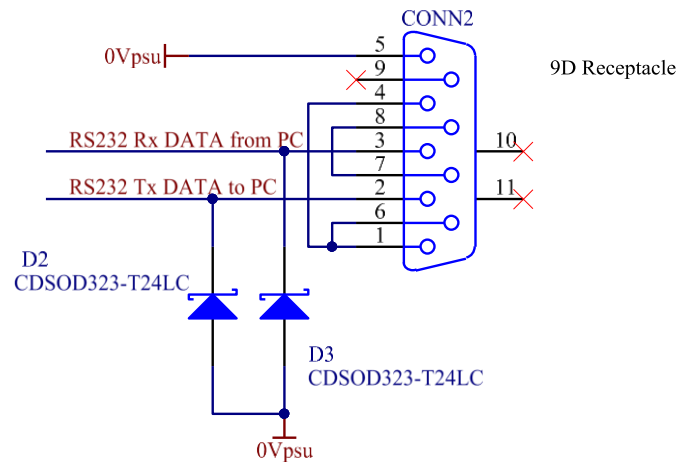 CONN2
0Vpsu
5
9
9D Receptacle
4
8
RS232 Rx DATA from PC
3
10
7
RS232 Tx DATA to PC
2
11
6
1
D2
CDSOD323-T24LC
D3
CDSOD323-T24LC
0Vpsu